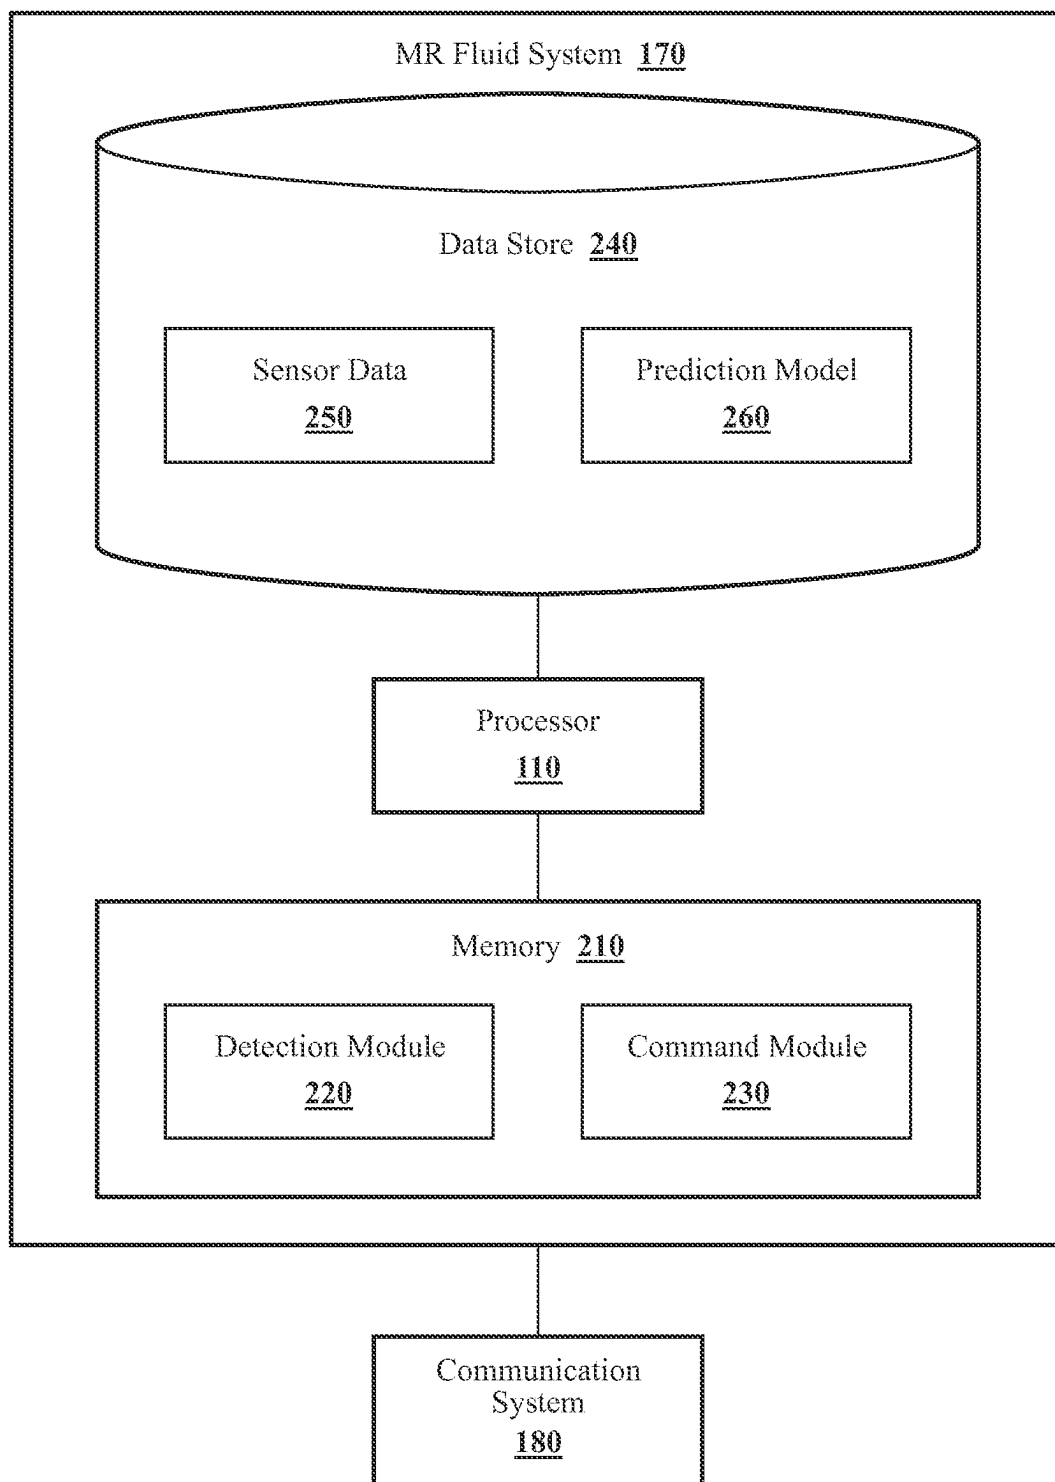 MR Fluid System 170
Data Store 240
Sensor Data
250
Prediction Model
260
Processor
110
Memory 210
Detection Module
220
Command Module
230
Communication
System
180